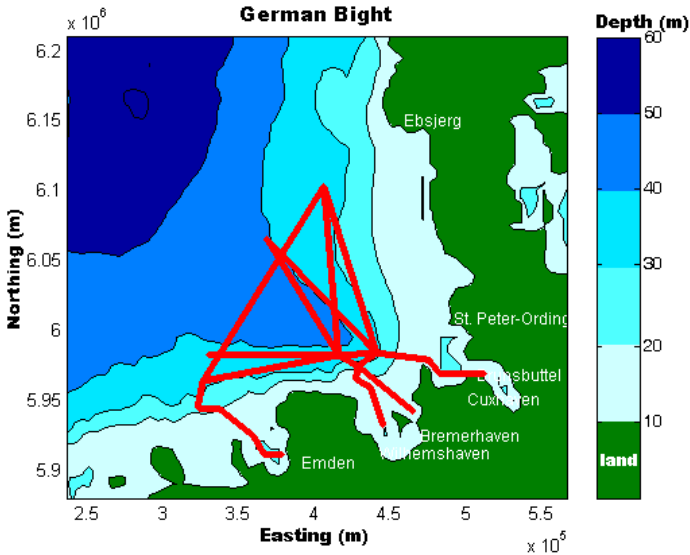 German Bight
x 10^6
Depth (m)
6.2
6.15
6.1
6.05
6
5.95
5.9
Northing (m)
Ebsjerg
St. Peter-Ording
Cuxhaven
Bremerhaven
Emden
2.5 3 3.5 4 4.5 5 5.5
Easting (m)
x 10^5
60
50
40
30
20
10
land